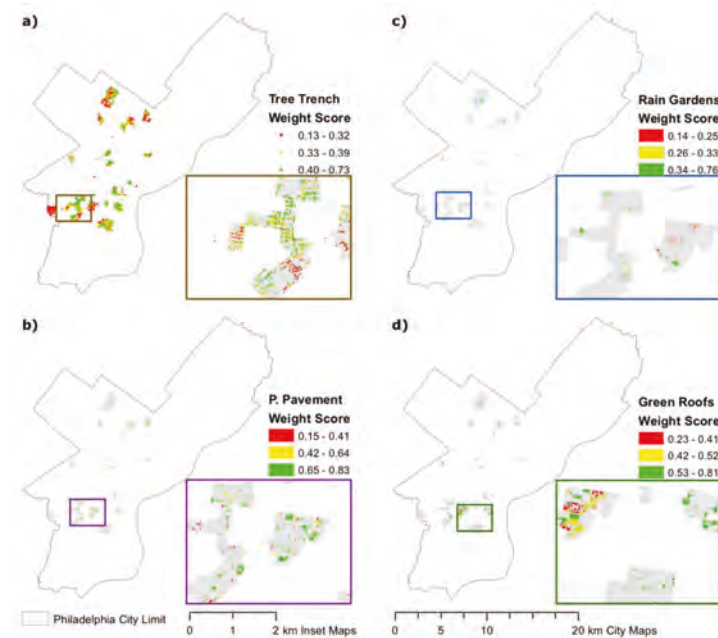 a)
Tree Trench
Weight Score
0.13 - 0.32
0.33 - 0.39
0.40 - 0.73
b)
P. Pavement
Weight Score
0.15 - 0.41
0.42 - 0.64
0.65 - 0.83
c)
Rain Gardens
Weight Score
0.14 - 0.25
0.26 - 0.33
0.34 - 0.76
d)
Green Roofs
Weight Score
0.23 - 0.41
0.42 - 0.52
0.53 - 0.81
Philadelphia City Limit
0 1 2 km Inset Maps
0 5 10 20 km City Maps